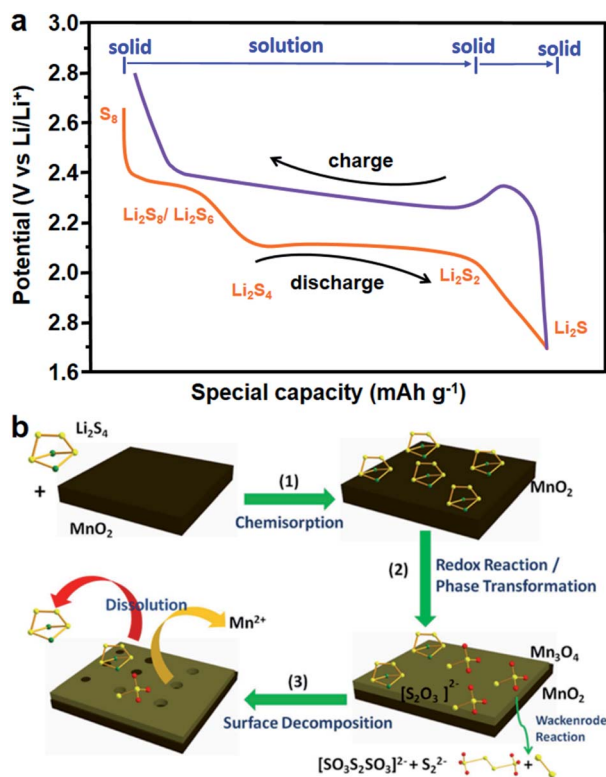 a
3.0
2.8
2.6
2.4
2.2
2.0
2.7
1.6
Potential (V vs Li/Li⁺)
solid solution solid solid
S₈
charge
Li₂S₈/ Li₂S₆
Li₂S₄
discharge
Li₂S₂
Li₂S
Special capacity (mAh g⁻¹)
b
Li₂S₄
+
MnO₂
(1)
Chemisorption
MnO₂
(2)
Redox Reaction /
Phase Transformation
Dissolution
Mn²⁺
(3)
Surface Decomposition
[S₂O₃ ]²⁻
Mn₃O₄
MnO₂
Wackenrode
Reaction
[SO₃S₂SO₃]²⁻ + S₂²⁻
+